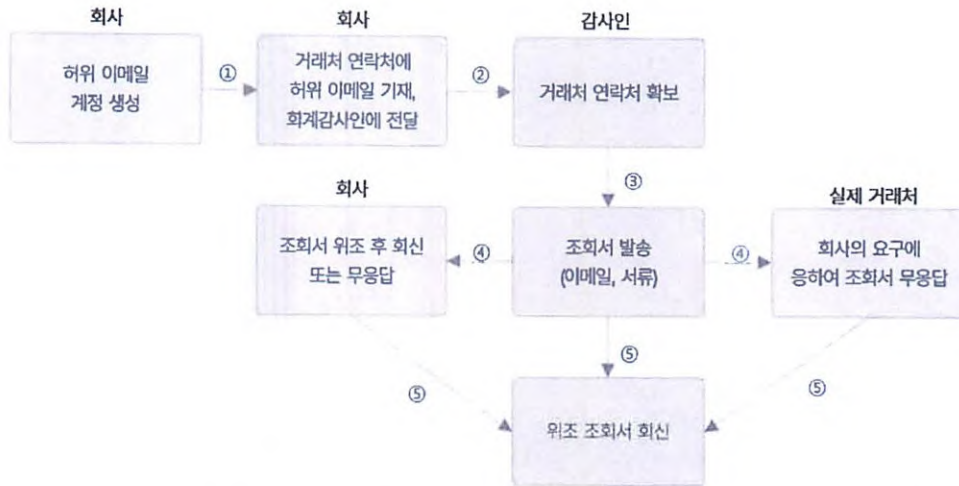 회사
회사
감사인
허위 이메일
계정 생성
①
거래처 연락처에
허위 이메일 기재,
회계감사인에 전달
②
거래처 연락처 확보
③
회사
실제 거래처
조회서 위조 후 회신
또는 무응답
④
조회서 발송
(이메일, 서류)
④
회사의 요구에
응하여 조회서 무응답
⑤
⑤
⑤
위조 조회서 회신